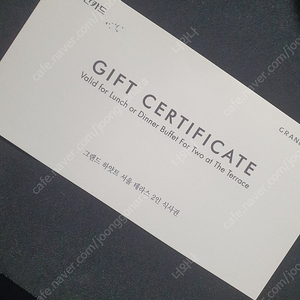 GIFT CERTIFICATE
Valid for Lunch or Dinner Buffet For Two at The Terrace
그랜드 하얏트 서울 테라스 2인 식사권
GRAN